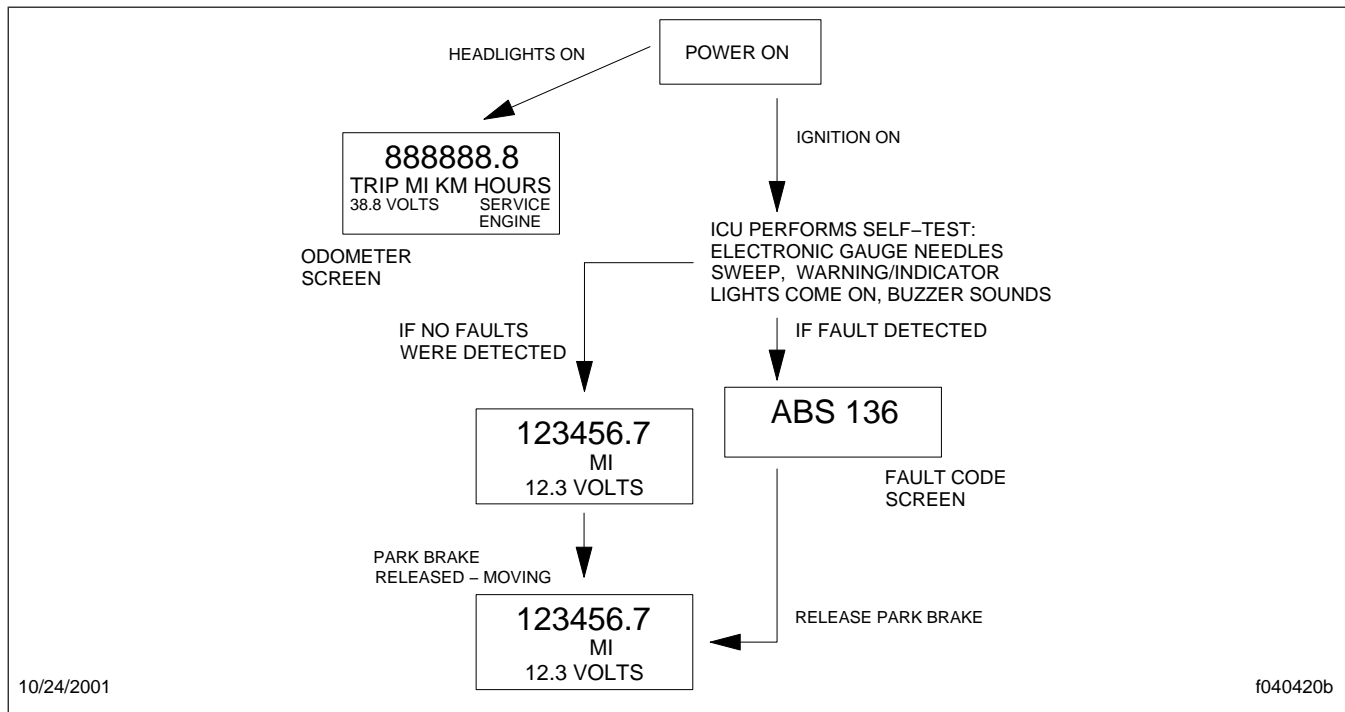 POWER ON
HEADLIGHTS ON
IGNITION ON
888888.8
TRIP MI KM HOURS
38.8 VOLTS SERVICE
ENGINE
ODOMETER
SCREEN
ICU PERFORMS SELF−TEST:
ELECTRONIC GAUGE NEEDLES
SWEEP, WARNING/INDICATOR
LIGHTS COME ON, BUZZER SOUNDS
IF NO FAULTS
WERE DETECTED
IF FAULT DETECTED
123456.7
MI
12.3 VOLTS
ABS 136
FAULT CODE
SCREEN
PARK BRAKE
RELEASED − MOVING
RELEASE PARK BRAKE
123456.7
MI
12.3 VOLTS
10/24/2001
f040420b